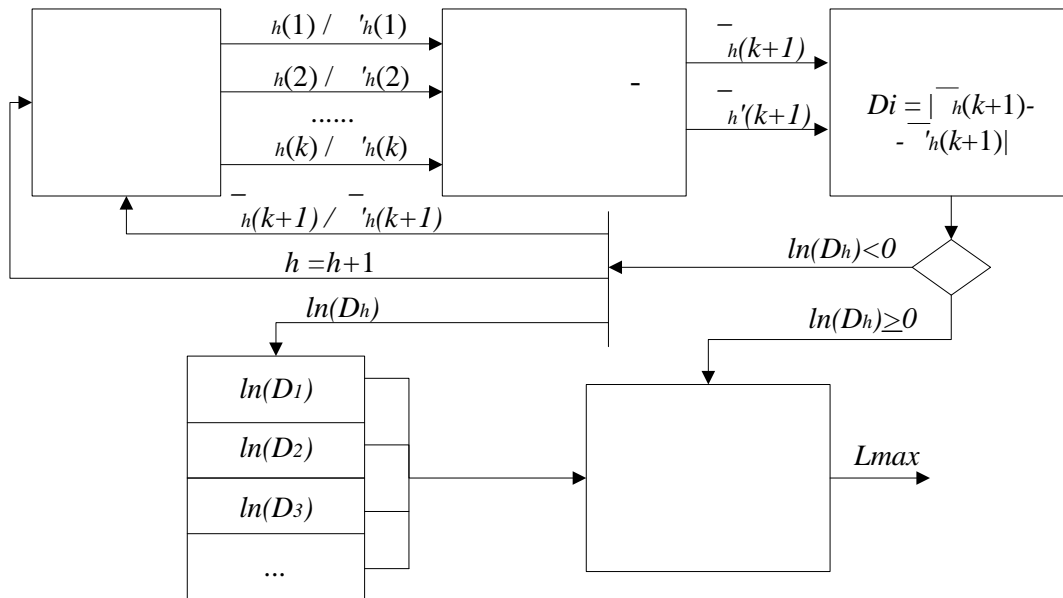 h(1) / 'h(1)
h(2) / 'h(2)
......
h(k) / 'h(k)
-
¯h(k+1)
¯h'(k+1)
Di = |¯h(k+1)-
- ¯'h(k+1)|
¯h(k+1) / ¯'h(k+1)
h =h+1
ln(Dh)<0
ln(Dh)
ln(Dh)≥0
ln(D1)
ln(D2)
ln(D3)
...
Lmax